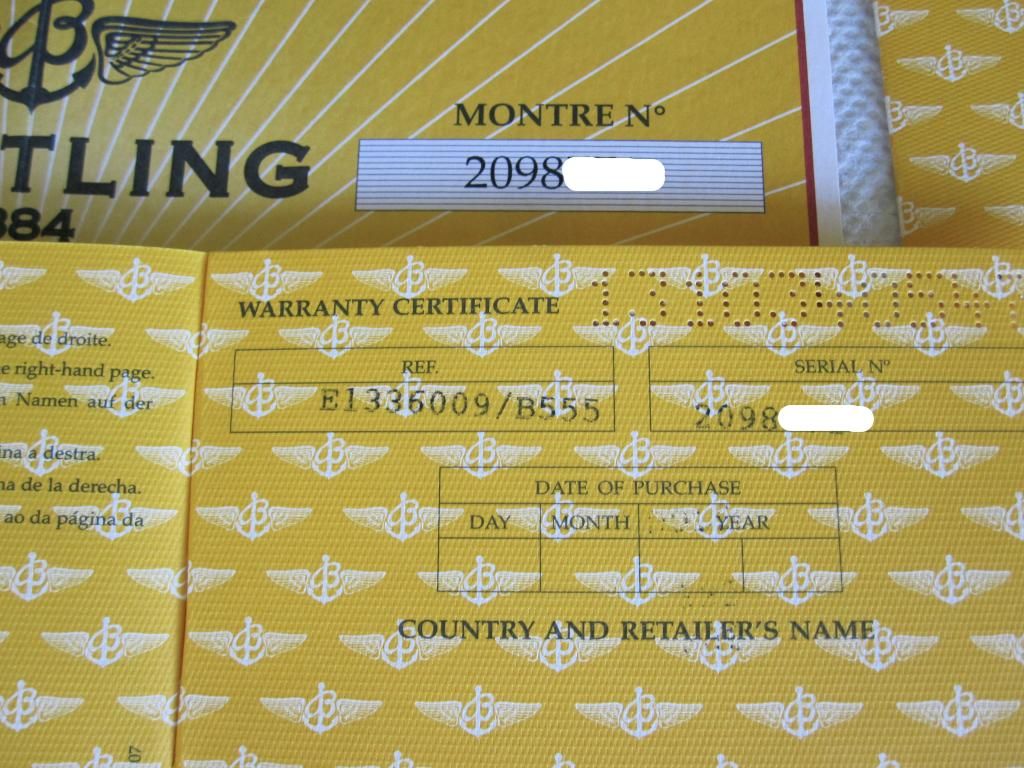 MONTRE N°
TLING
2098
884
WARRANTY CERTIFICATE
age de droite.
REF.
SERIAL N°
e right-hand page.
E1336009/B555
2098
a Namen auf der
na a destra.
na de la derecha.
DATE OF PURCHASE
ao da página da
DAY MONTH YEAR
COUNTRY AND RETAILER'S NAME
07